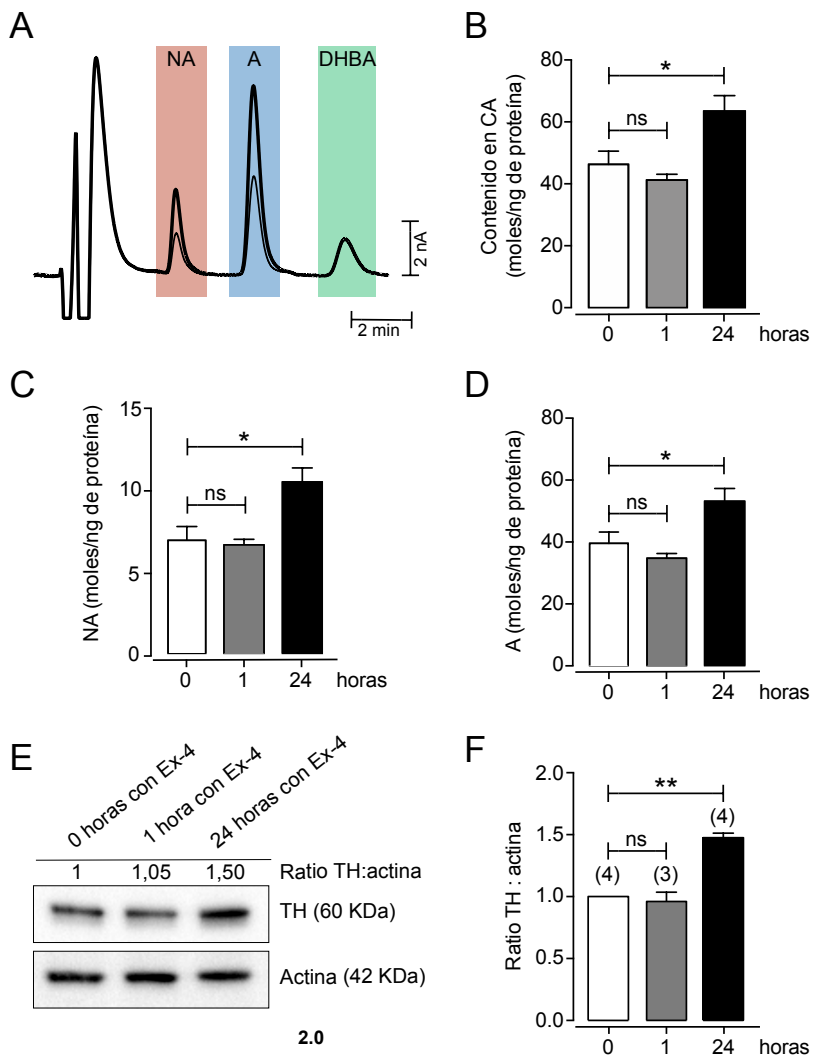 A
NA
A
DHBA
2 nA
2 min
B
Contenido en CA
(moles/ng de proteína)
80
60
40
20
0
*
ns
0 1 24 horas
C
NA (moles/ng de proteína)
15
10
5
0
*
ns
0 1 24 horas
D
A (moles/ng de proteína)
80
60
40
20
0
*
ns
0 1 24 horas
E
0 horas con Ex-4
1 hora con Ex-4
24 horas con Ex-4
1 1,05 1,50 Ratio TH:actina
TH (60 KDa)
Actina (42 KDa)
2.0
F
Ratio TH : actina
2.0
1.5
1.0
0.5
0.0
**
(4)
ns
(4) (3)
0 1 24 horas